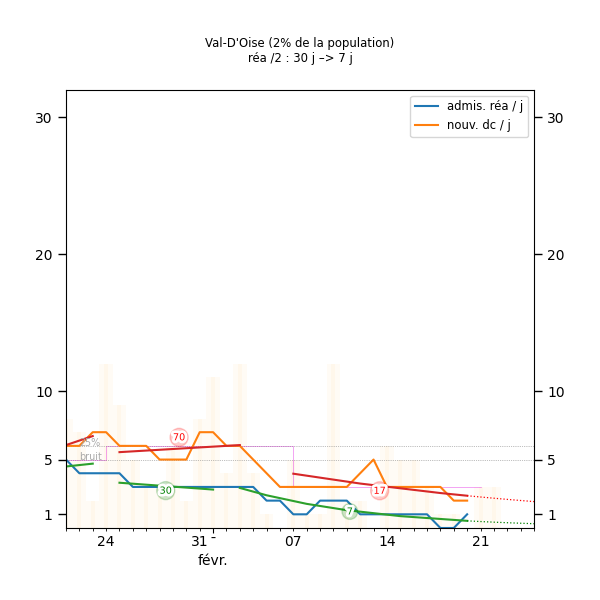 Val-D'Oise (2% de la population)
réa /2 : 30 j –> 7 j
admis. réa / j
nouv. dc / j
30 30
20 20
10 10
5 5
1 1
70
bruit
30
17
7
24 31 07 14 21
févr.